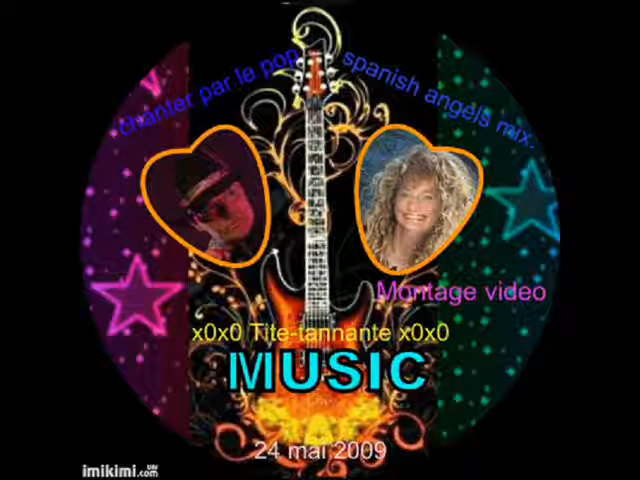 chanter par le pop
spanish angels mix.
Montage video
x0x0 Tite-tannante x0x0
MUSIC
24 mai 2009
imikimi.com